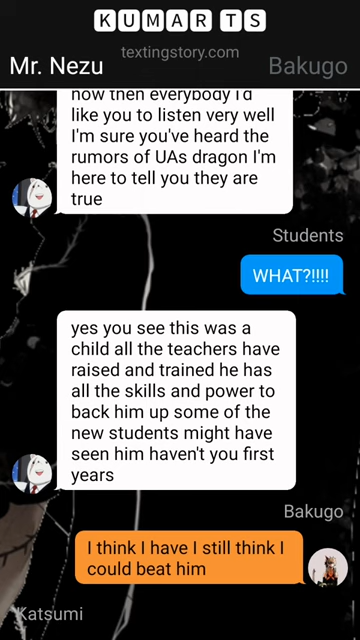 KUMAR TS
textingstory.com
Mr. Nezu
Bakugo
now then everybody I'd
like you to listen very well
I'm sure you've heard the
rumors of UAs dragon I'm
here to tell you they are
true
Students
WHAT?!!!!
yes you see this was a
child all the teachers have
raised and trained he has
all the skills and power to
back him up some of the
new students might have
seen him haven't you first
years
Bakugo
I think I have I still think I
could beat him
Katsumi